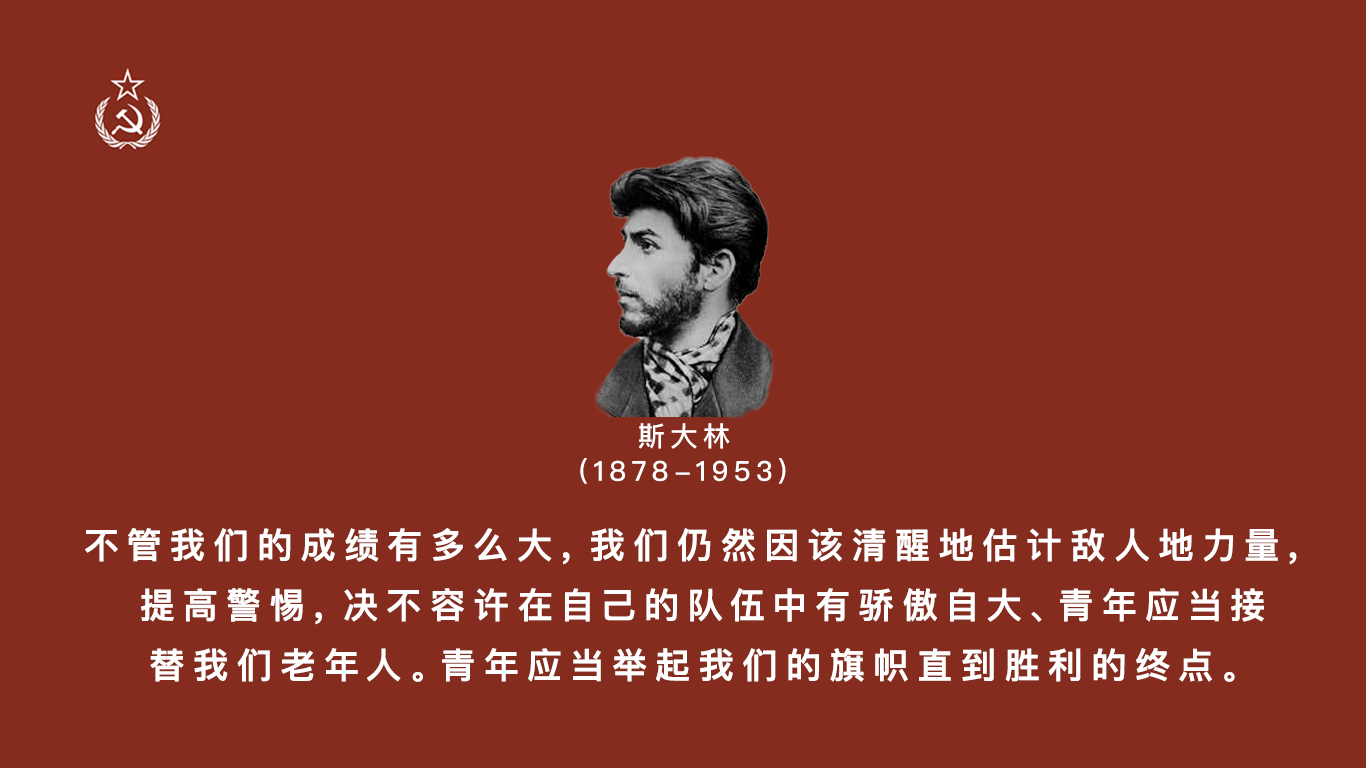 斯大林
(1878-1953)
不管我们的成绩有多么大,我们仍然因该清醒地估计敌人地力量,
提高警惕,决不容许在自己的队伍中有骄傲自大、青年应当接
替我们老年人。青年应当举起我们的旗帜直到胜利的终点。